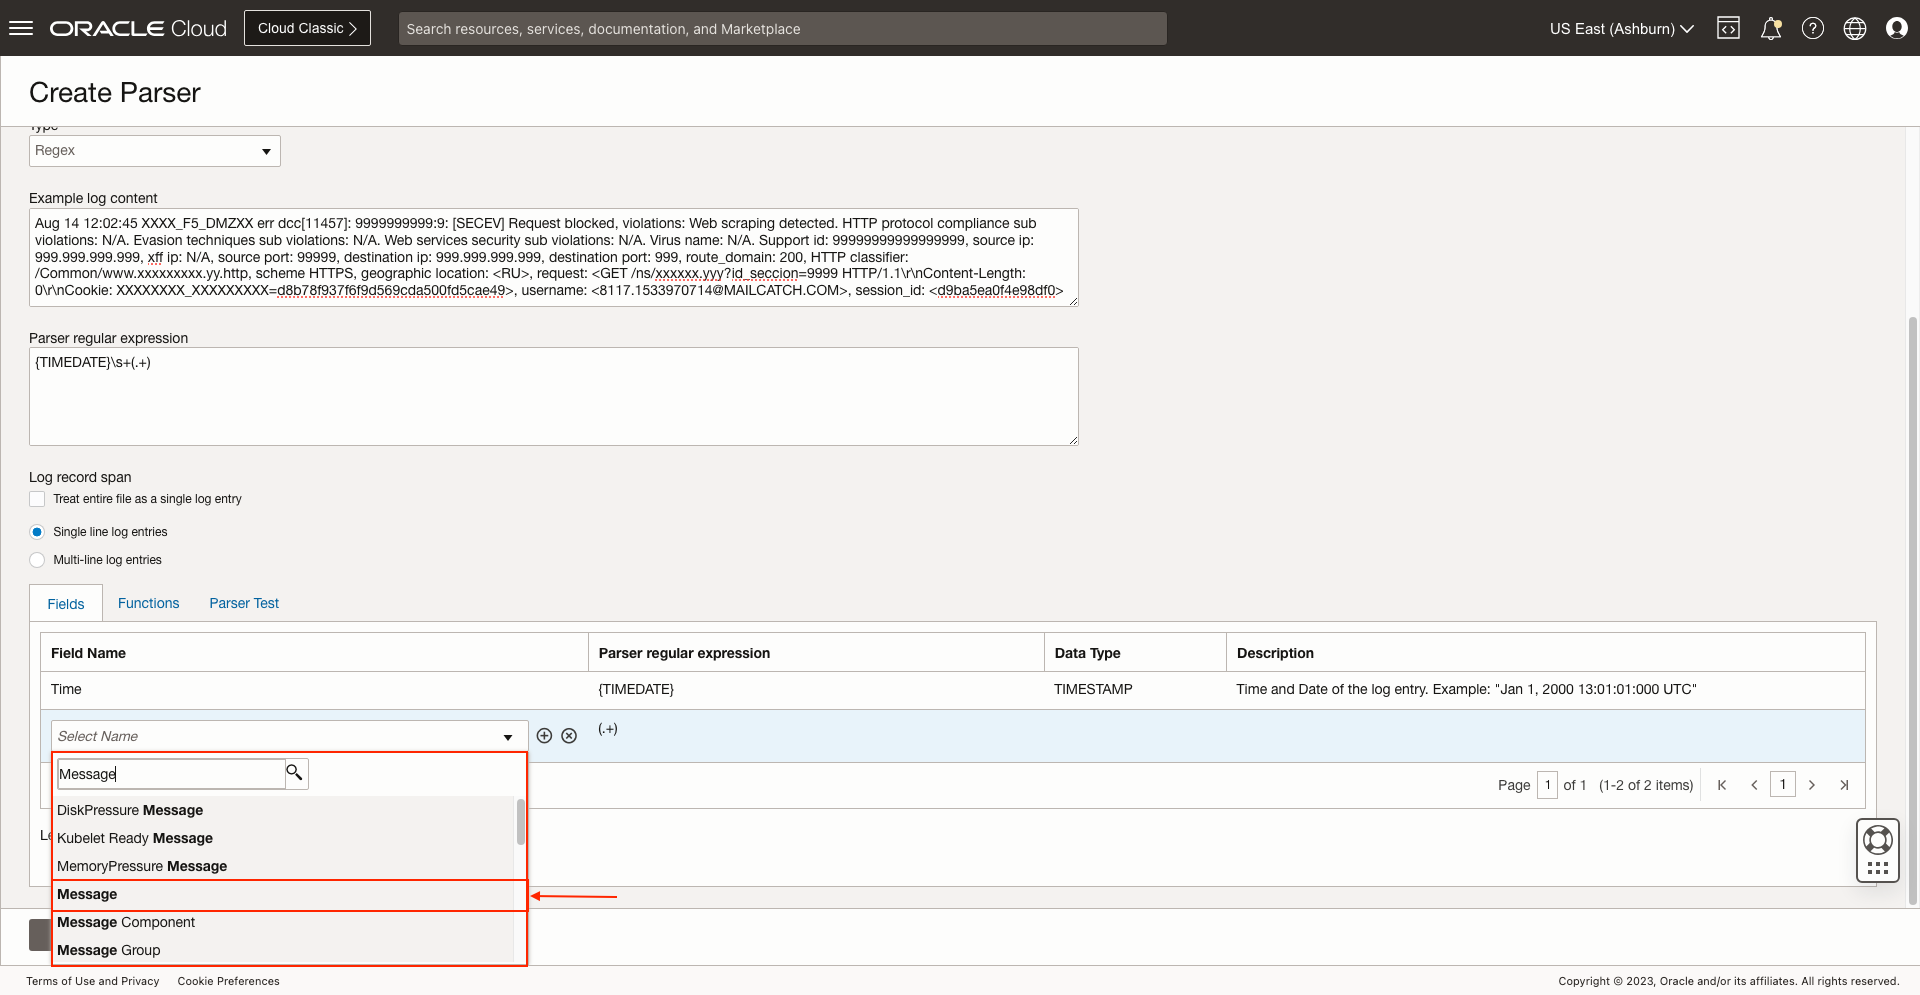 ORACLE Cloud
Cloud Classic
Search resources, services, documentation, and Marketplace
US East (Ashburn)
Create Parser
Type
Regex
Example log content
Aug 14 12:02:45 XXXX_F5_DMZXX err dcc[11457]: 9999999999:9: [SECEV] Request blocked, violations: Web scraping detected. HTTP protocol compliance sub
violations: N/A. Evasion techniques sub violations: N/A. Web services security sub violations: N/A. Virus name: N/A. Support id: 99999999999999999, source ip:
999.999.999.999, xff ip: N/A, source port: 99999, destination ip: 999.999.999.999, destination port: 999, route_domain: 200, HTTP classifier:
/Common/www.xxxxxxxxx.yy.http, scheme HTTPS, geographic location: <RU>, request: <GET /ns/xxxxxx.yyy?id_seccion=9999 HTTP/1.1\r\nContent-Length:
0\r\nCookie: XXXXXXXX_XXXXXXXXX=d8b78f937f6f9d569cda500fd5cae49>, username: <8117.1533970714@MAILCATCH.COM>, session_id: <d9ba5ea0f4e98df0>
Parser regular expression
{TIMEDATE}\s+(.+)
Log record span
Treat entire file as a single log entry
Single line log entries
Multi-line log entries
Fields Functions Parser Test
Field Name Parser regular expression Data Type Description
Time {TIMEDATE} TIMESTAMP Time and Date of the log entry. Example: "Jan 1, 2000 13:01:01:000 UTC"
Select Name (.+)
Message
Page 1 of 1 (1-2 of 2 items) 1
DiskPressure Message
Kubelet Ready Message
MemoryPressure Message
Message
Message Component
Message Group
Terms of Use and Privacy Cookie Preferences
Copyright © 2023, Oracle and/or its affiliates. All rights reserved.